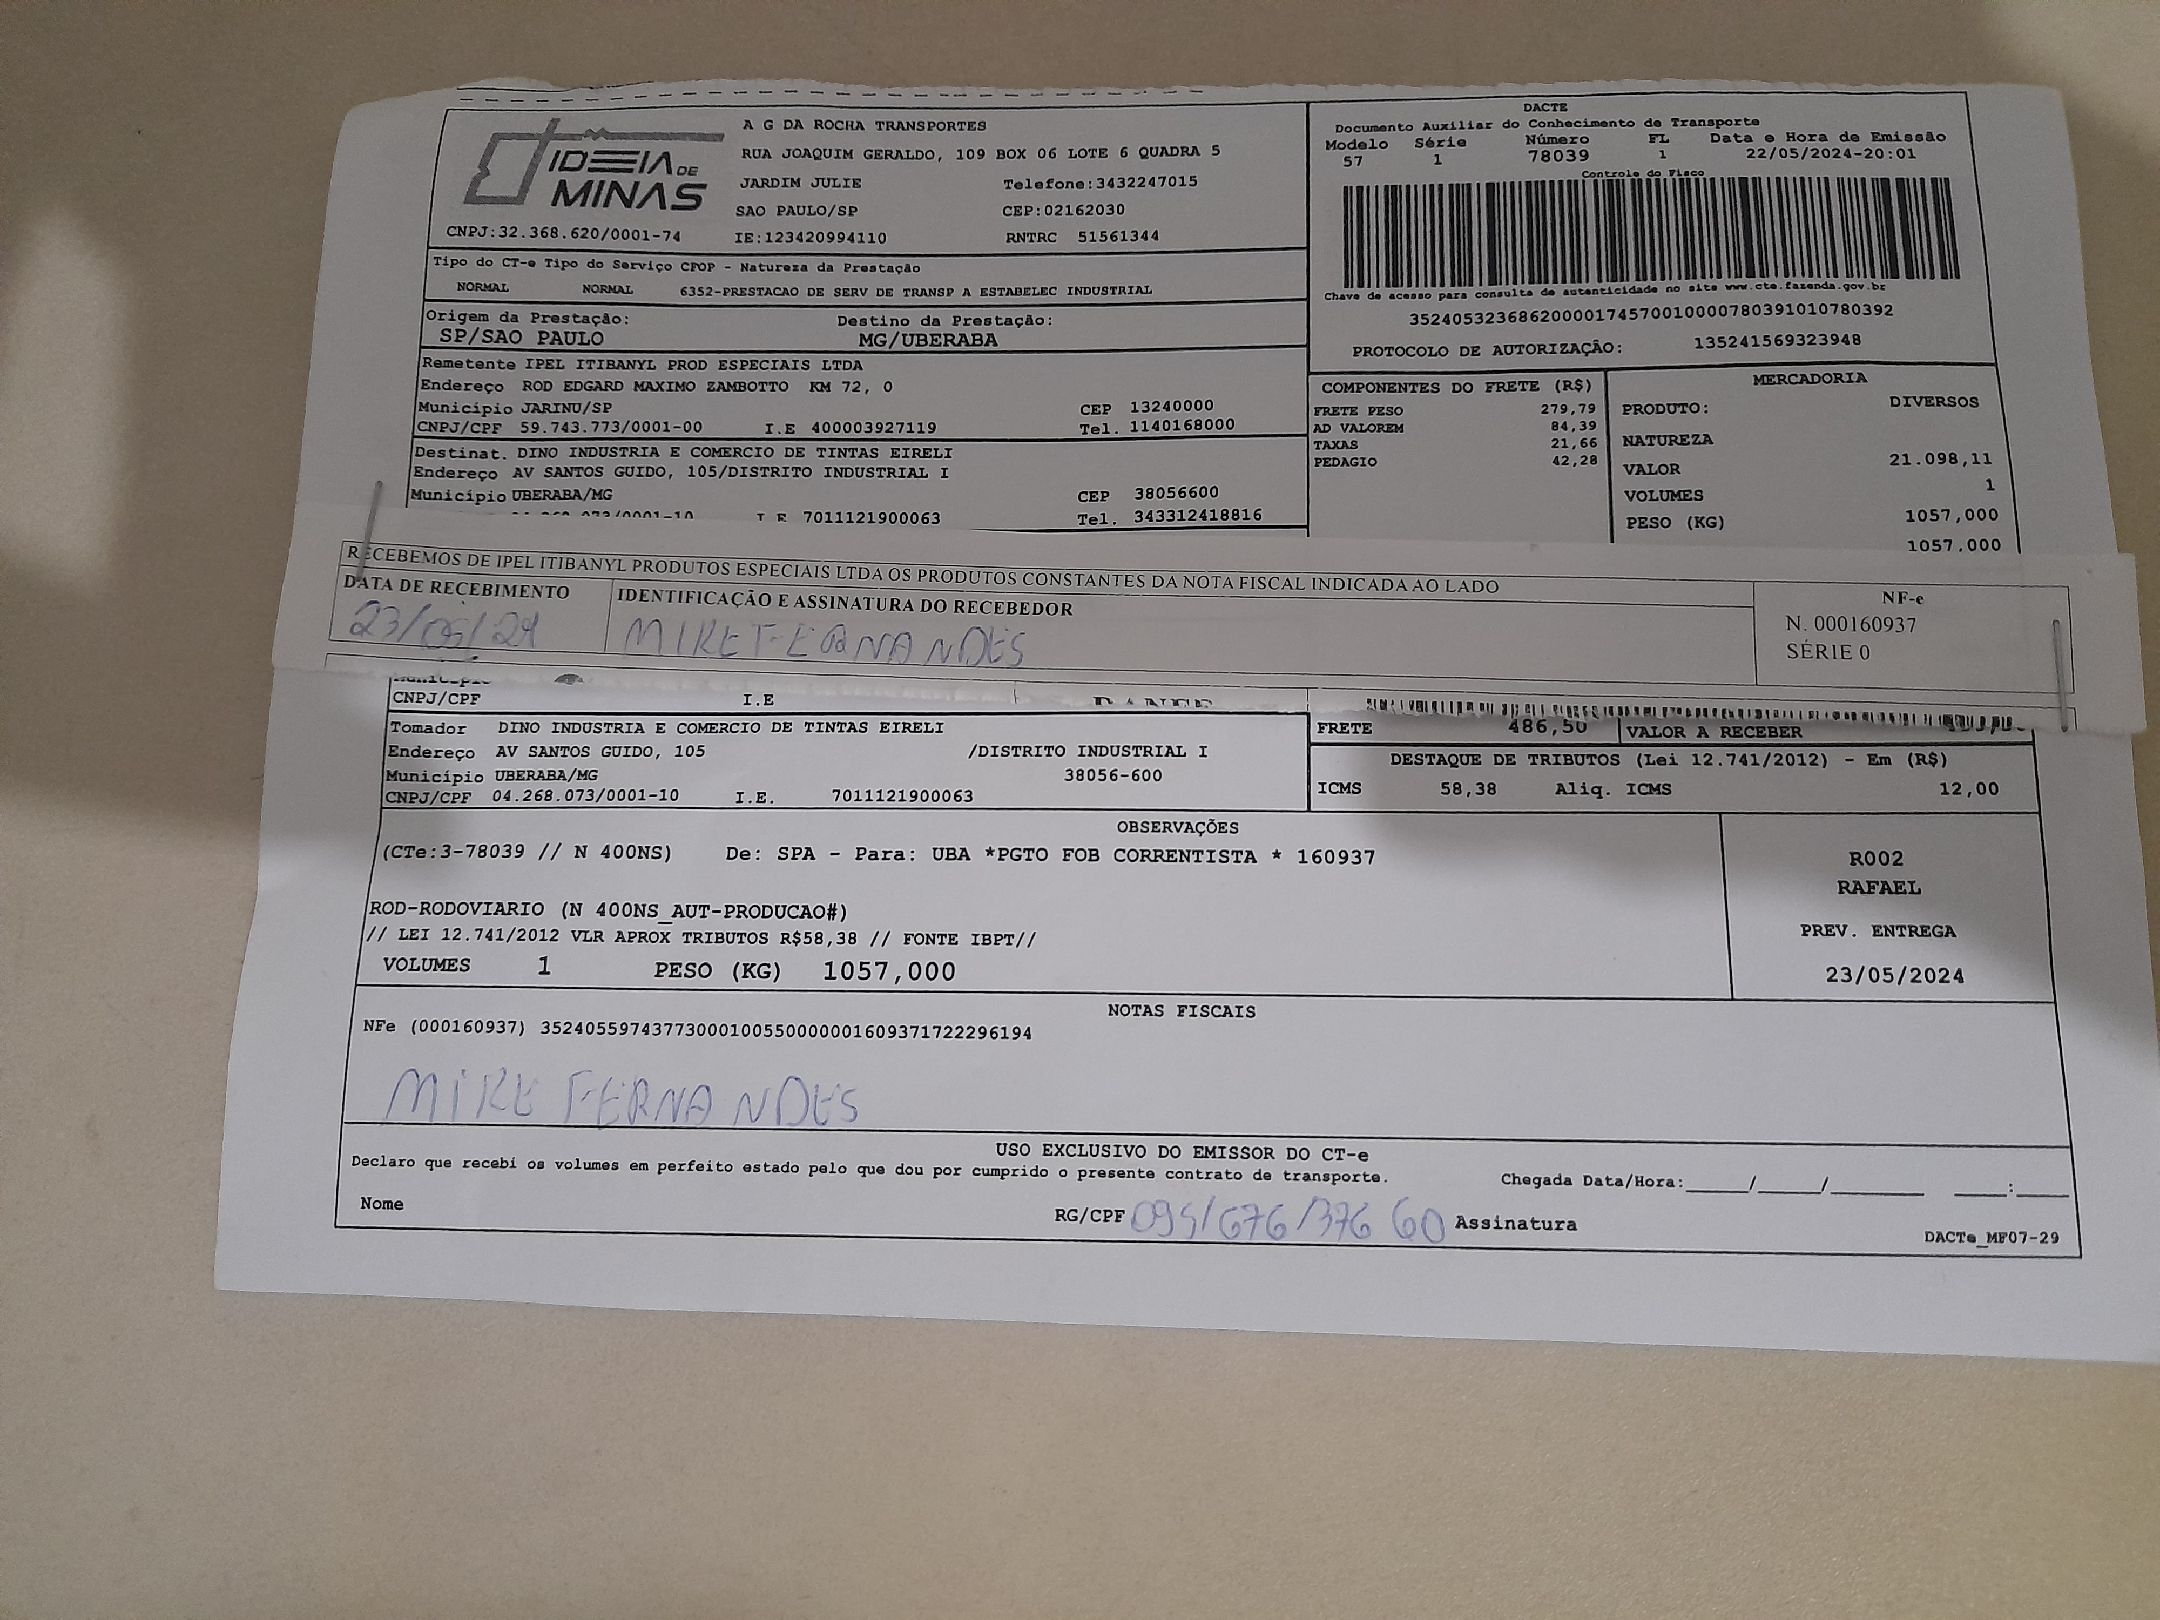 IDEIA DE
MINAS
CNPJ:32.368.620/0001-74
A G DA ROCHA TRANSPORTES
RUA JOAQUIM GERALDO, 109 BOX 06 LOTE 6 QUADRA 5
JARDIM JULIE Telefone:3432247015
SAO PAULO/SP CEP:02162030
IE:123420994110 RNTRC 51561344
DACTE
Documento Auxiliar do Conhecimento de Transporte
Modelo Série Número FL Data e Hora de Emissão
57 1 78039 1 22/05/2024-20:01
Controle do Fisco
Chave de acesso para consulta de autenticidade no site www.cte.fazenda.gov.br
35240532368620000174570010000780391010780392
PROTOCOLO DE AUTORIZAÇÃO: 135241569323948
Tipo do CT-e Tipo do Serviço CFOP - Natureza da Prestação
NORMAL NORMAL 6352-PRESTACAO DE SERV DE TRANSP A ESTABELEC INDUSTRIAL
Origem da Prestação: Destino da Prestação:
SP/SAO PAULO MG/UBERABA
Remetente IPEL ITIBANYL PROD ESPECIAIS LTDA
Endereço ROD EDGARD MAXIMO ZAMBOTTO KM 72, 0
Município JARINU/SP CEP 13240000
CNPJ/CPF 59.743.773/0001-00 I.E 400003927119 Tel. 1140168000
Destinat. DINO INDUSTRIA E COMERCIO DE TINTAS EIRELI
Endereço AV SANTOS GUIDO, 105/DISTRITO INDUSTRIAL I
Município UBERABA/MG CEP 38056600
I E 7011121900063 Tel. 343312418816
COMPONENTES DO FRETE (R$)
FRETE PESO 279,79
AD VALOREM 84,39
TAXAS 21,66
PEDAGIO 42,28
MERCADORIA
PRODUTO: DIVERSOS
NATUREZA
VALOR 21.098,11
VOLUMES 1
PESO (KG) 1057,000
1057,000
RECEBEMOS DE IPEL ITIBANYL PRODUTOS ESPECIAIS LTDA OS PRODUTOS CONSTANTES DA NOTA FISCAL INDICADA AO LADO
DATA DE RECEBIMENTO IDENTIFICAÇÃO E ASSINATURA DO RECEBEDOR
23/05/24 MIKE FERNANDES
NF-e
N. 000160937
SÉRIE 0
CNPJ/CPF I.E
Tomador DINO INDUSTRIA E COMERCIO DE TINTAS EIRELI
Endereço AV SANTOS GUIDO, 105 /DISTRITO INDUSTRIAL I
Município UBERABA/MG 38056-600
CNPJ/CPF 04.268.073/0001-10 I.E. 7011121900063
FRETE 486,50 VALOR A RECEBER
DESTAQUE DE TRIBUTOS (Lei 12.741/2012) - Em (R$)
ICMS 58,38 Aliq. ICMS 12,00
OBSERVAÇÕES
(CTe:3-78039 // N 400NS) De: SPA - Para: UBA *PGTO FOB CORRENTISTA * 160937
ROD-RODOVIARIO (N 400NS_AUT-PRODUCAO#)
// LEI 12.741/2012 VLR APROX TRIBUTOS R$58,38 // FONTE IBPT//
VOLUMES 1 PESO (KG) 1057,000
R002
RAFAEL
PREV. ENTREGA
23/05/2024
NOTAS FISCAIS
NFe (000160937) 35240559743773000100550000001609371722296194
MIKE FERNANDES
USO EXCLUSIVO DO EMISSOR DO CT-e
Declaro que recebi os volumes em perfeito estado pelo que dou por cumprido o presente contrato de transporte. Chegada Data/Hora:____/____/______ ___:___
Nome RG/CPF 095/676/376 60 Assinatura
DACTe_MF07-29